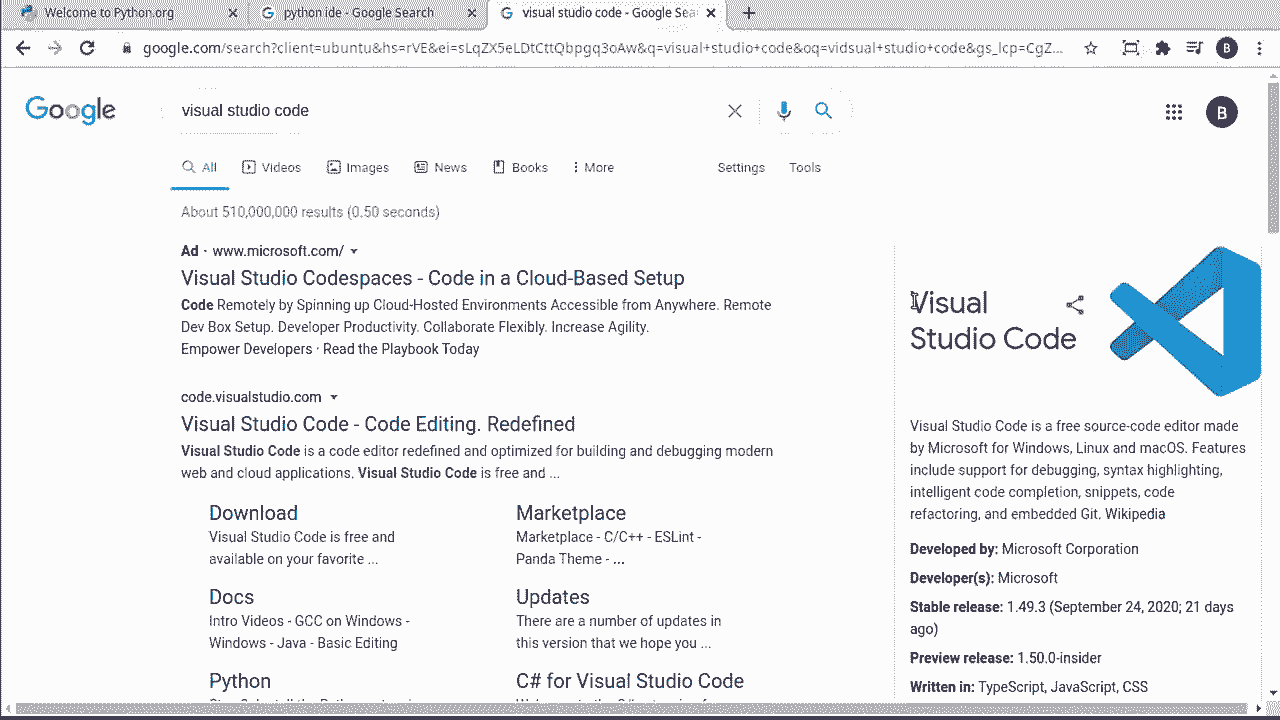 Welcome to Python.org
python ide - Google Search
visual studio code - Google Sea
google.com/search?client=ubuntu&hs=rVE&ei=sLqZX5eLDtCttQbpgq3oAw&q=visual+studio+code&oq=vidsual+studio+code&gs_lcp=CgZ...
B
Google
visual studio code
B
All
Videos
Images
News
Books
More
Settings
Tools
About 510,000,000 results (0.50 seconds)
Ad · www.microsoft.com/
Visual Studio Codespaces - Code in a Cloud-Based Setup
Code Remotely by Spinning up Cloud-Hosted Environments Accessible from Anywhere. Remote
Dev Box Setup. Developer Productivity. Collaborate Flexibly. Increase Agility.
Empower Developers · Read the Playbook Today
code.visualstudio.com
Visual Studio Code - Code Editing. Redefined
Visual Studio Code is a code editor redefined and optimized for building and debugging modern
web and cloud applications. Visual Studio Code is free and ...
Download
Visual Studio Code is free and
available on your favorite ...
Marketplace
Marketplace - C/C++ - ESLint -
Panda Theme - ...
Docs
Intro Videos - GCC on Windows -
Windows - Java - Basic Editing
Updates
There are a number of updates in
this version that we hope you ...
Python
C# for Visual Studio Code
Visual
Studio Code
Visual Studio Code is a free source-code editor made
by Microsoft for Windows, Linux and macOS. Features
include support for debugging, syntax highlighting,
intelligent code completion, snippets, code
refactoring, and embedded Git. Wikipedia
Developed by: Microsoft Corporation
Developer(s): Microsoft
Stable release: 1.49.3 (September 24, 2020; 21 days
ago)
Preview release: 1.50.0-insider
Written in: TypeScript, JavaScript, CSS